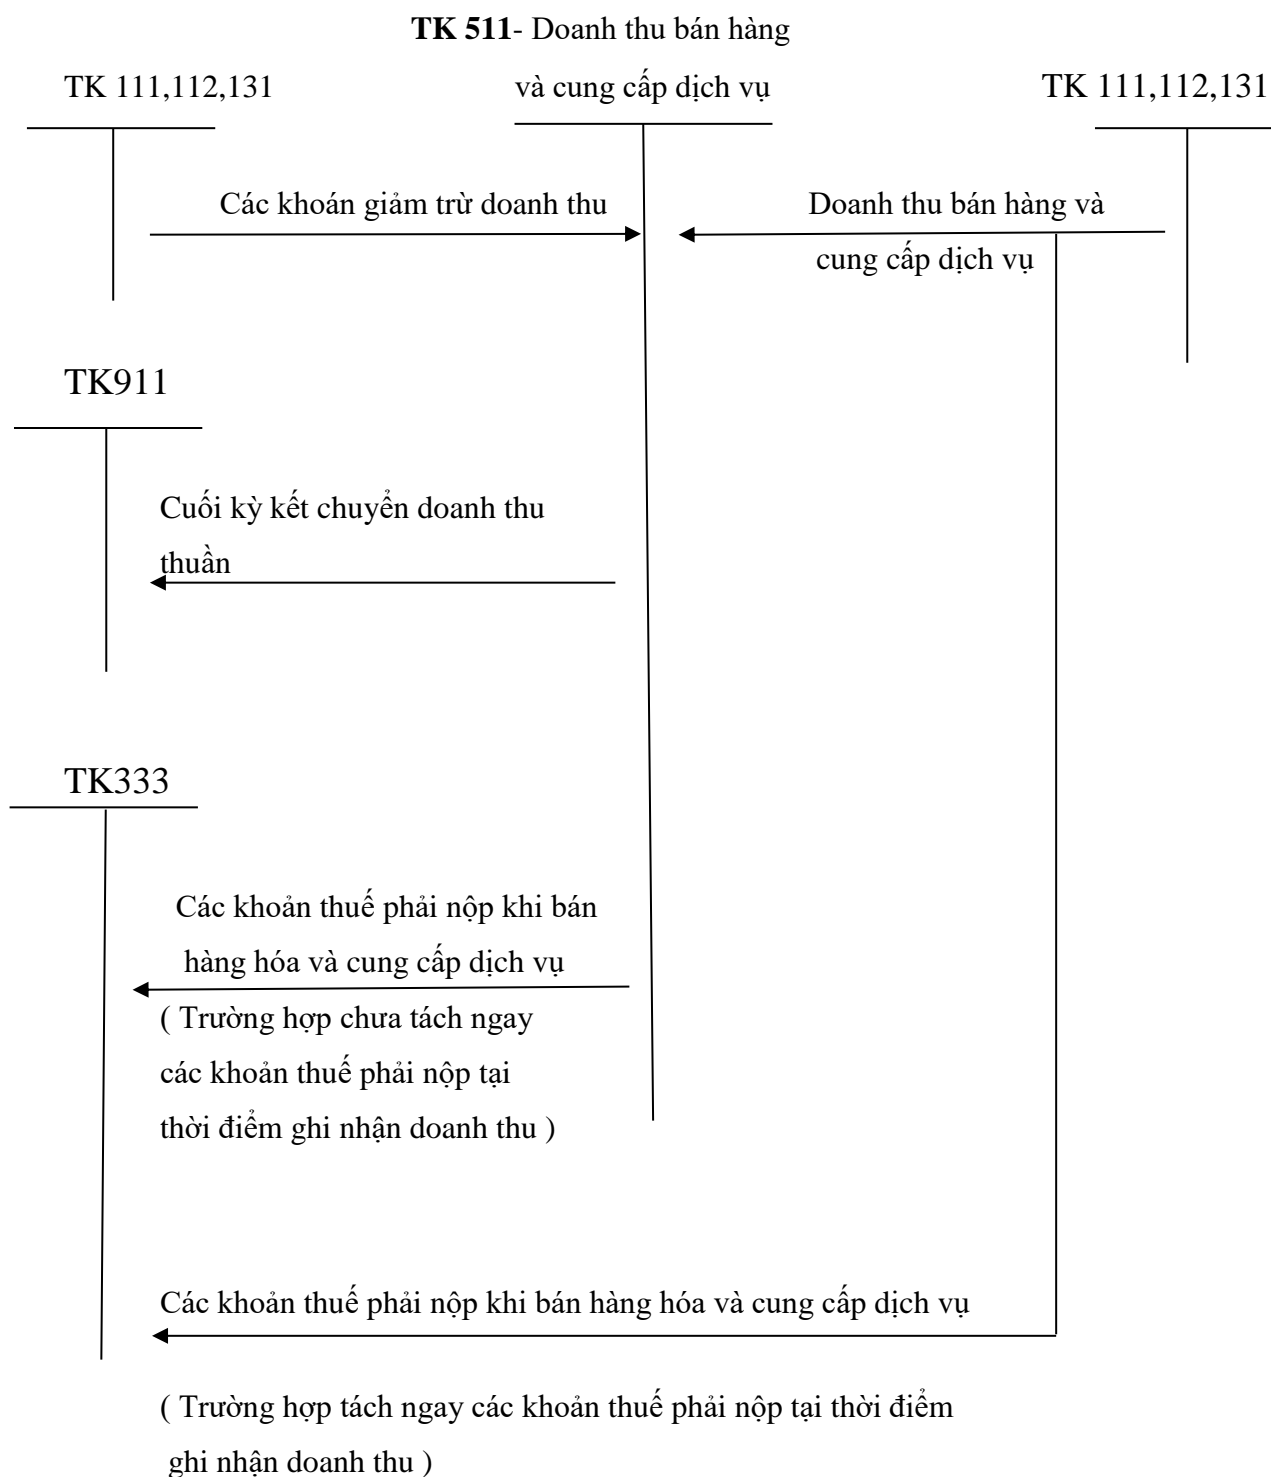 TK 511- Doanh thu bán hàng
TK 111,112,131
và cung cấp dịch vụ
TK 111,112,131
Các khoán giảm trừ doanh thu
Doanh thu bán hàng và
cung cấp dịch vụ
TK911
Cuối kỳ kết chuyển doanh thu
thuần
TK333
Các khoản thuế phải nộp khi bán
hàng hóa và cung cấp dịch vụ
( Trường hợp chưa tách ngay
các khoản thuế phải nộp tại
thời điểm ghi nhận doanh thu )
Các khoản thuế phải nộp khi bán hàng hóa và cung cấp dịch vụ
( Trường hợp tách ngay các khoản thuế phải nộp tại thời điểm
ghi nhận doanh thu )